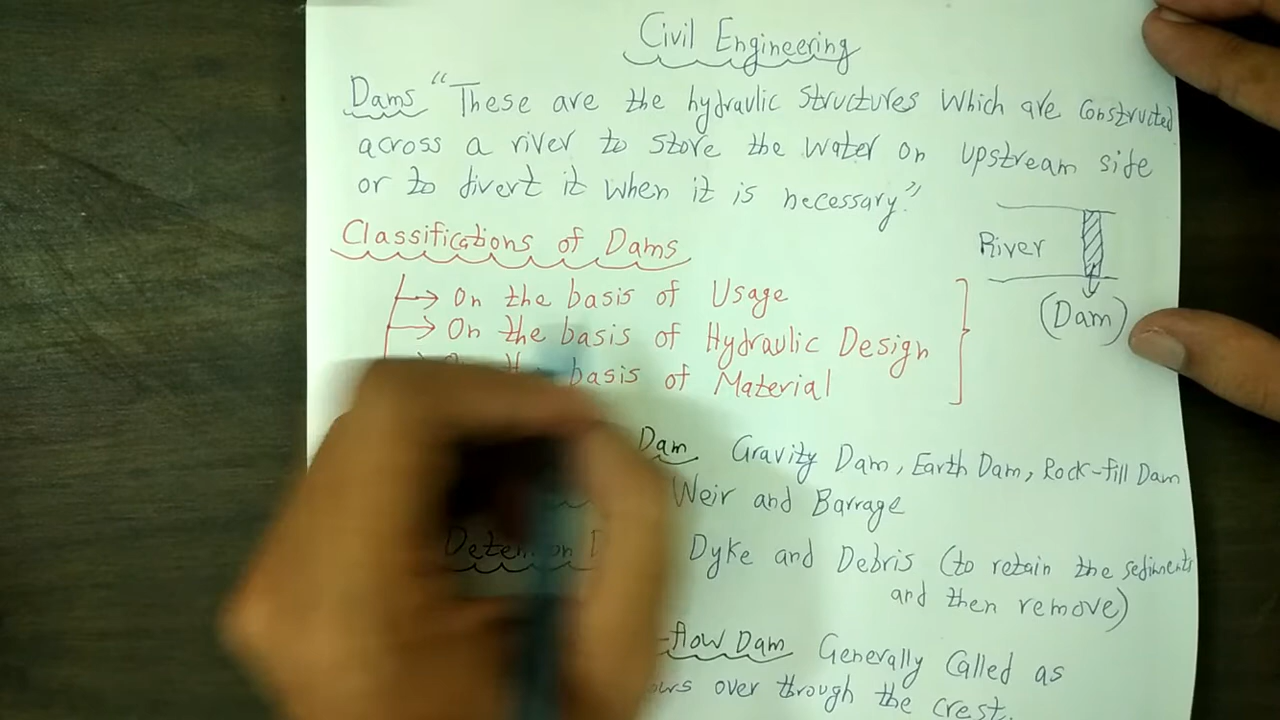 Civil Engineering
Dams "These are the hydraulic structures which are constructed
across a river to store the water on upstream side
or to divert it when it is necessary."
Classifications of Dams
River
→ On the basis of Usage
(Dam)
→ On the basis of Hydraulic Design
basis of Material
Dam Gravity Dam, Earth Dam, Rock-fill Dam
Weir and Barrage
Dyke and Debris (to retain the sediments
and then remove)
-flow Dam Generally Called as
over through the crest.